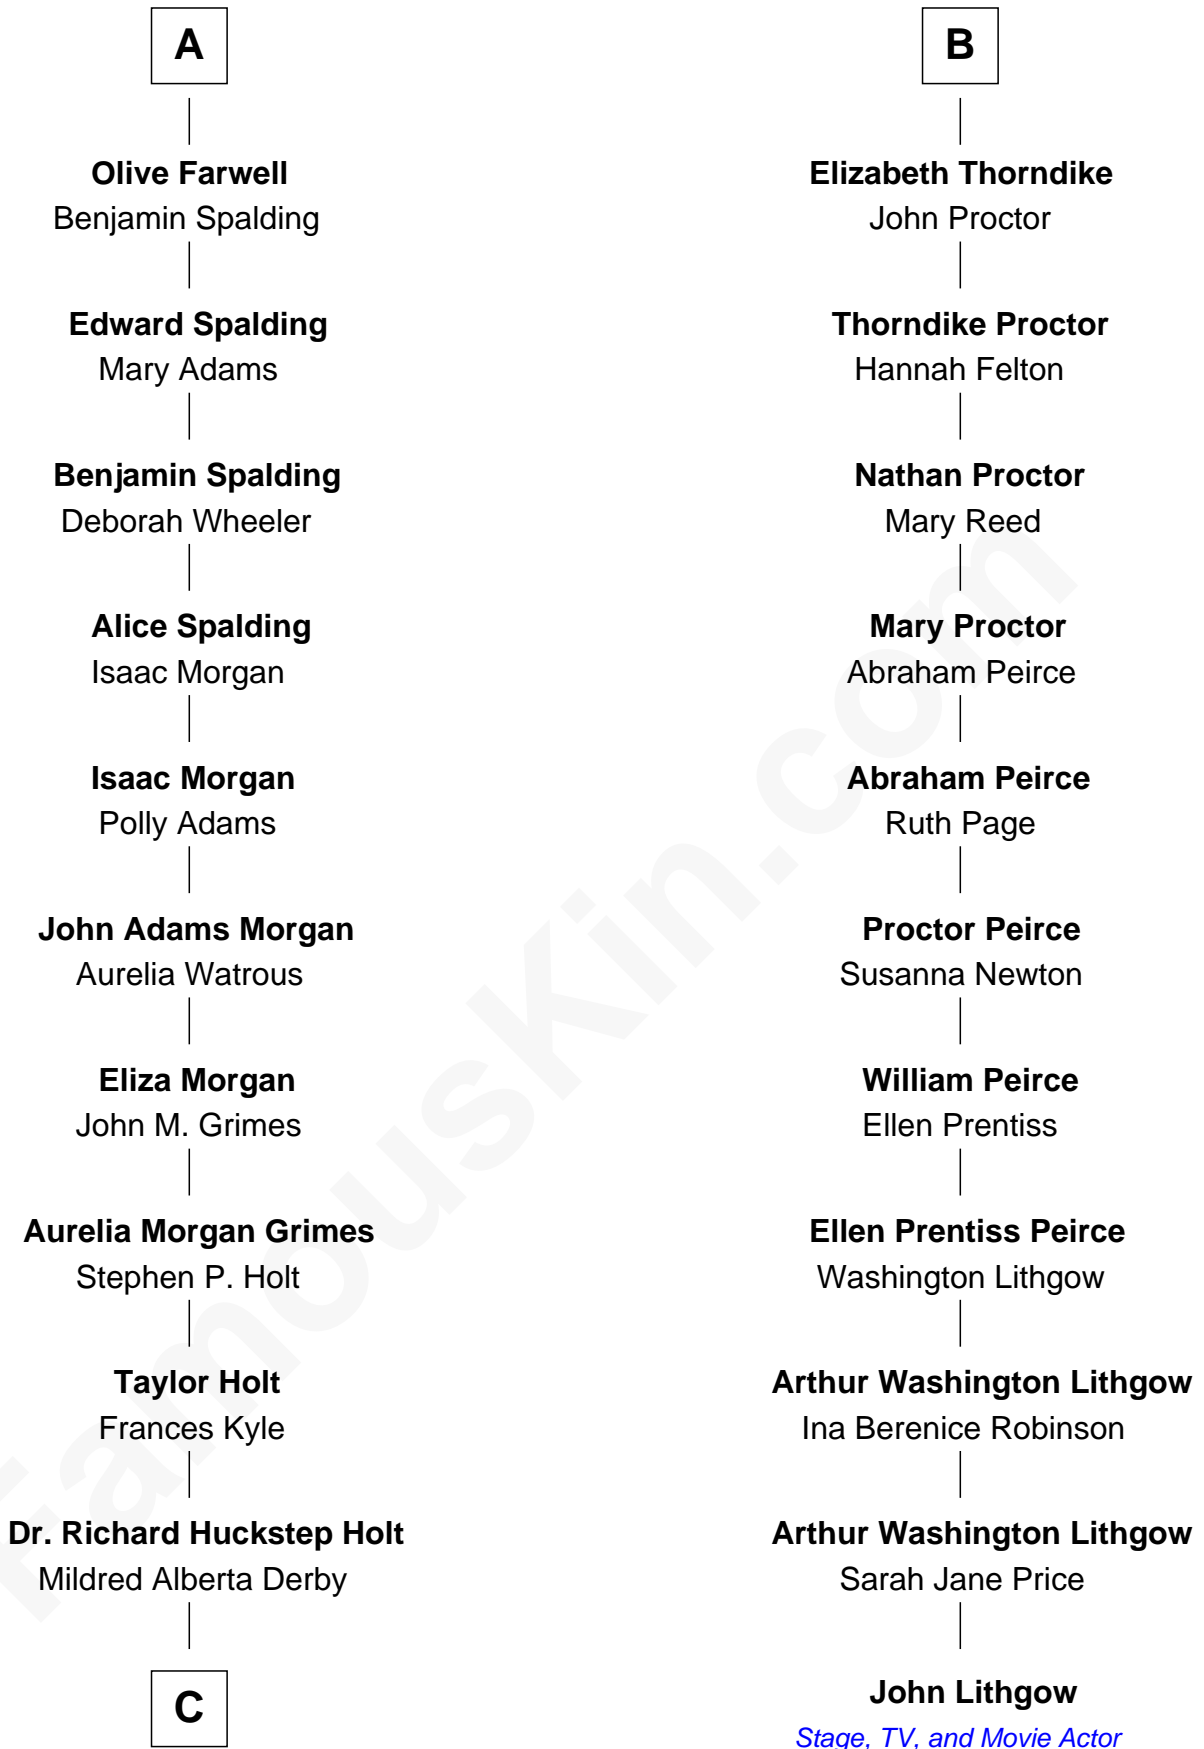 A
Olive Farwell
Benjamin Spalding
Edward Spalding
Mary Adams
Benjamin Spalding
Deborah Wheeler
Alice Spalding
Isaac Morgan
Isaac Morgan
Polly Adams
John Adams Morgan
Aurelia Watrous
Eliza Morgan
John M. Grimes
Aurelia Morgan Grimes
Stephen P. Holt
Taylor Holt
Frances Kyle
Dr. Richard Huckstep Holt
Mildred Alberta Derby
C
B
Elizabeth Thorndike
John Proctor
Thorndike Proctor
Hannah Felton
Nathan Proctor
Mary Reed
Mary Proctor
Abraham Peirce
Abraham Peirce
Ruth Page
Proctor Peirce
Susanna Newton
William Peirce
Ellen Prentiss
Ellen Prentiss Peirce
Washington Lithgow
Arthur Washington Lithgow
Ina Berenice Robinson
Arthur Washington Lithgow
Sarah Jane Price
John Lithgow
Stage, TV, and Movie Actor
FamousKin.com